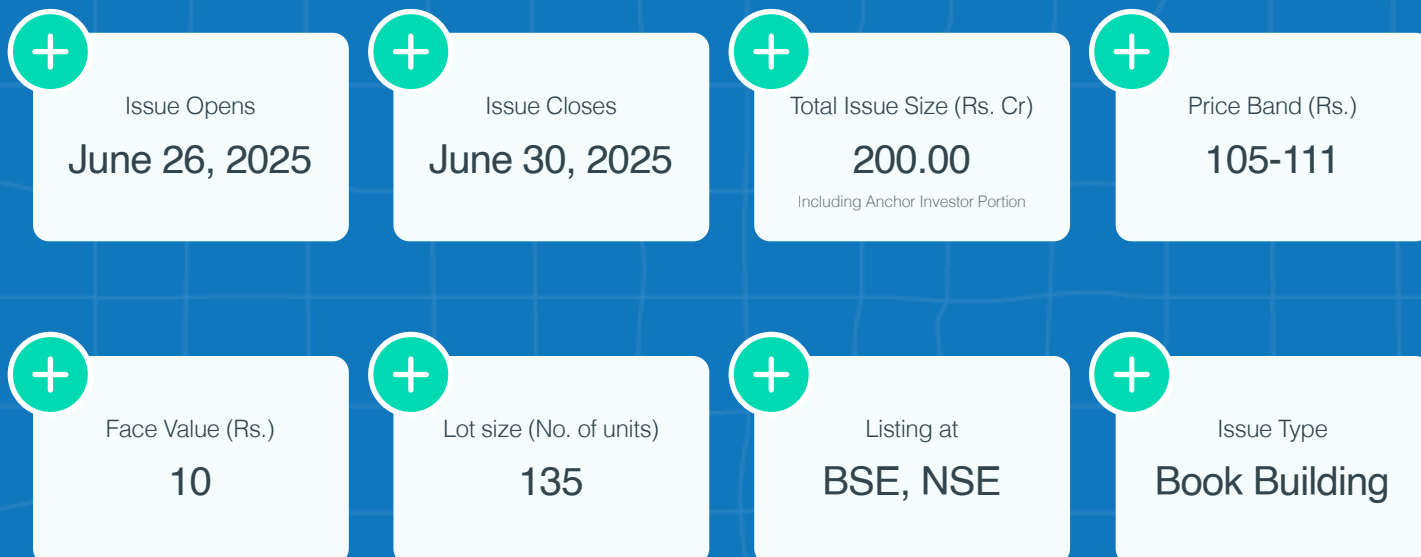 Issue Opens
June 26, 2025
Issue Closes
June 30, 2025
Total Issue Size (Rs. Cr)
200.00
Including Anchor Investor Portion
Price Band (Rs.)
105-111
Face Value (Rs.)
10
Lot size (No. of units)
135
Listing at
BSE, NSE
Issue Type
Book Building